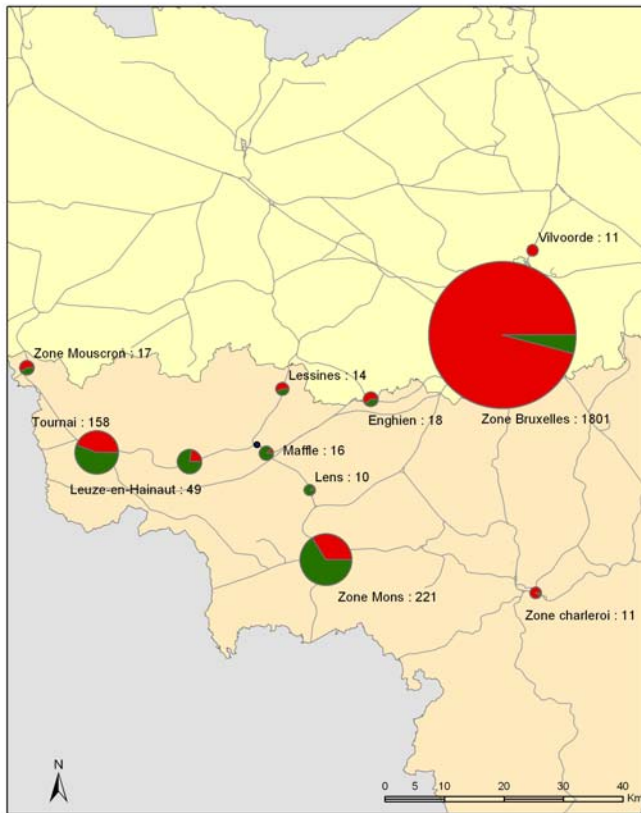 Vilvoorde : 11
Zone Mouscron : 17
Lessines : 14
Tournai : 158
Enghien : 18
Zone Bruxelles : 1801
Maffle : 16
Leuze-en-Hainaut : 49
Lens : 10
Zone Mons : 221
Zone charleroi : 11
N
0 5 10 20 30 40
Km